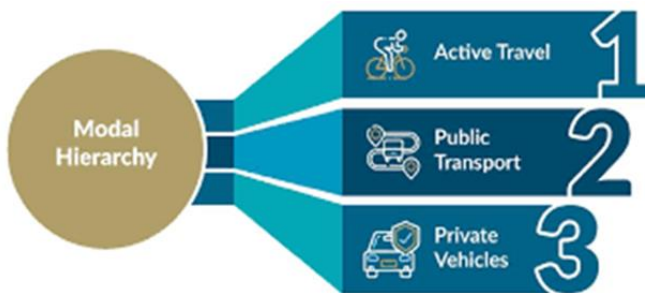 Modal
Hierarchy
Active Travel
1
Public
Transport
2
Private
Vehicles
3